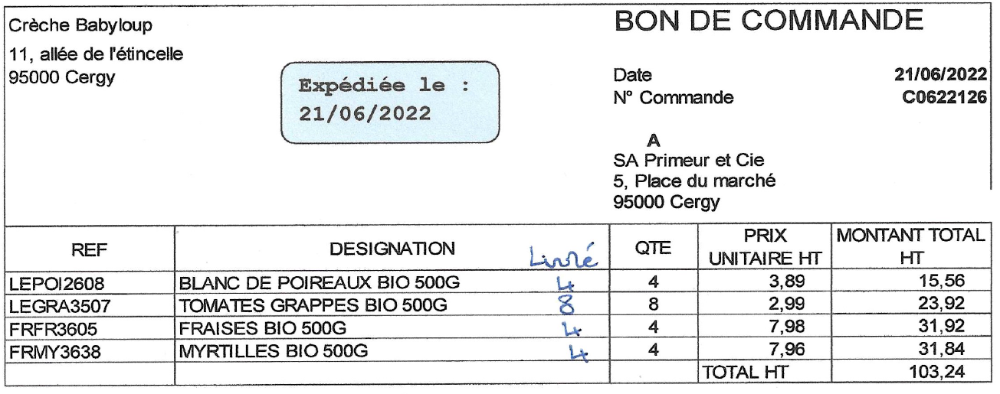 Crèche Babyloup
11, allée de l'étincelle
95000 Cergy
Expédiée le :
21/06/2022
BON DE COMMANDE
Date 21/06/2022
N° Commande C0622126
A
SA Primeur et Cie
5, Place du marché
95000 Cergy
REF DESIGNATION Livré QTE PRIX UNITAIRE HT MONTANT TOTAL HT
LEPOI2608 BLANC DE POIREAUX BIO 500G 4 4 3,89 15,56
LEGRA3507 TOMATES GRAPPES BIO 500G 8 8 2,99 23,92
FRFR3605 FRAISES BIO 500G 4 4 7,98 31,92
FRMY3638 MYRTILLES BIO 500G 4 4 7,96 31,84
TOTAL HT 103,24